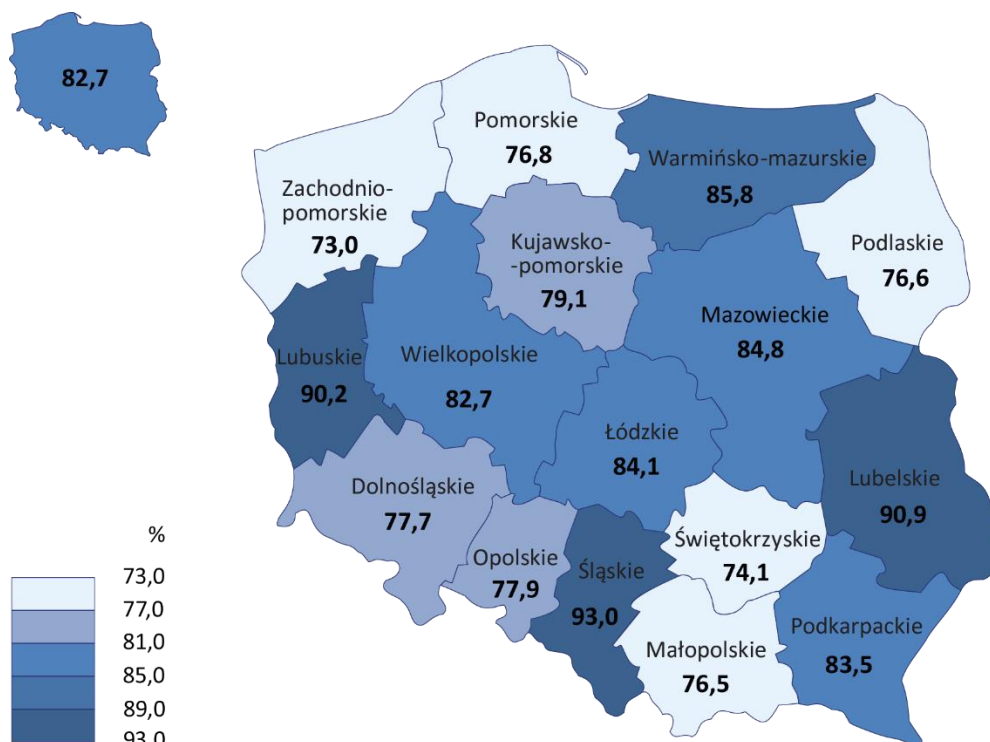 82,7
Pomorskie
76,8
Warmińsko-mazurskie
85,8
Zachodnio-
pomorskie
73,0
Kujawsko-
-pomorskie
79,1
Podlaskie
76,6
Mazowieckie
84,8
Lubuskie
90,2
Wielkopolskie
82,7
Łódzkie
84,1
Lubelskie
90,9
Dolnośląskie
77,7
Opolskie
77,9
Śląskie
93,0
Świętokrzyskie
74,1
Małopolskie
76,5
Podkarpackie
83,5
%
73,0
77,0
81,0
85,0
89,0
93,0